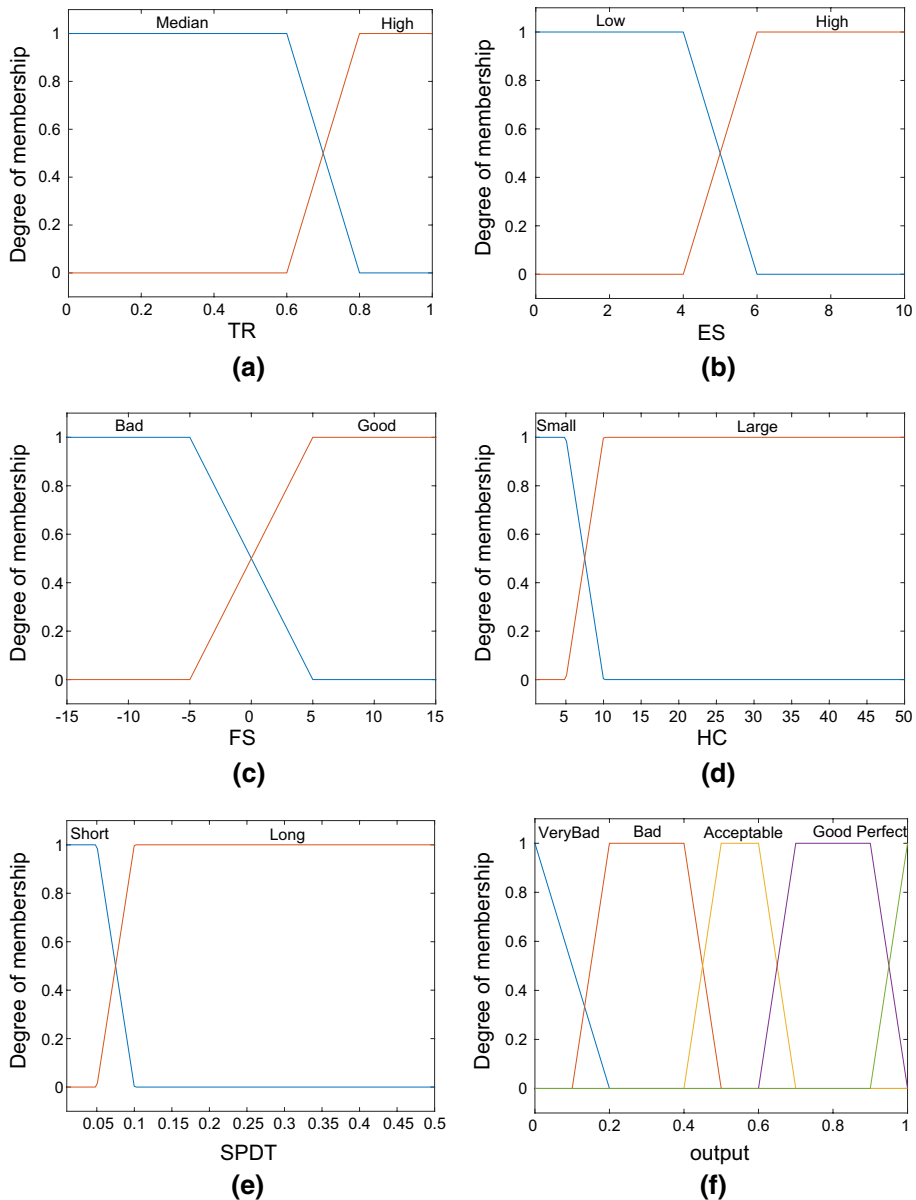 Median High
Degree of membership
1
0.8
0.6
0.4
0.2
0
0 0.2 0.4 0.6 0.8 1
TR
(a)
Low High
Degree of membership
1
0.8
0.6
0.4
0.2
0
0 2 4 6 8 10
ES
(b)
Bad Good
Degree of membership
1
0.8
0.6
0.4
0.2
0
-15 -10 -5 0 5 10 15
FS
(c)
Small Large
Degree of membership
1
0.8
0.6
0.4
0.2
0
5 10 15 20 25 30 35 40 45 50
HC
(d)
Short Long
Degree of membership
1
0.8
0.6
0.4
0.2
0
0.05 0.1 0.15 0.2 0.25 0.3 0.35 0.4 0.45 0.5
SPDT
(e)
VeryBad Bad Acceptable Good Perfect
Degree of membership
1
0.8
0.6
0.4
0.2
0
0 0.2 0.4 0.6 0.8 1
output
(f)